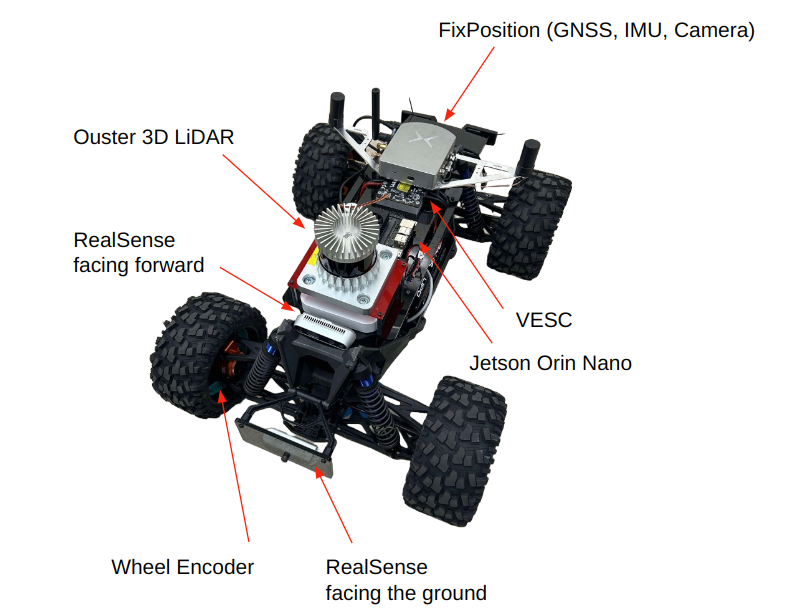 FixPosition (GNSS, IMU, Camera)
Ouster 3D LiDAR
RealSense
facing forward
VESC
Jetson Orin Nano
Wheel Encoder
RealSense
facing the ground